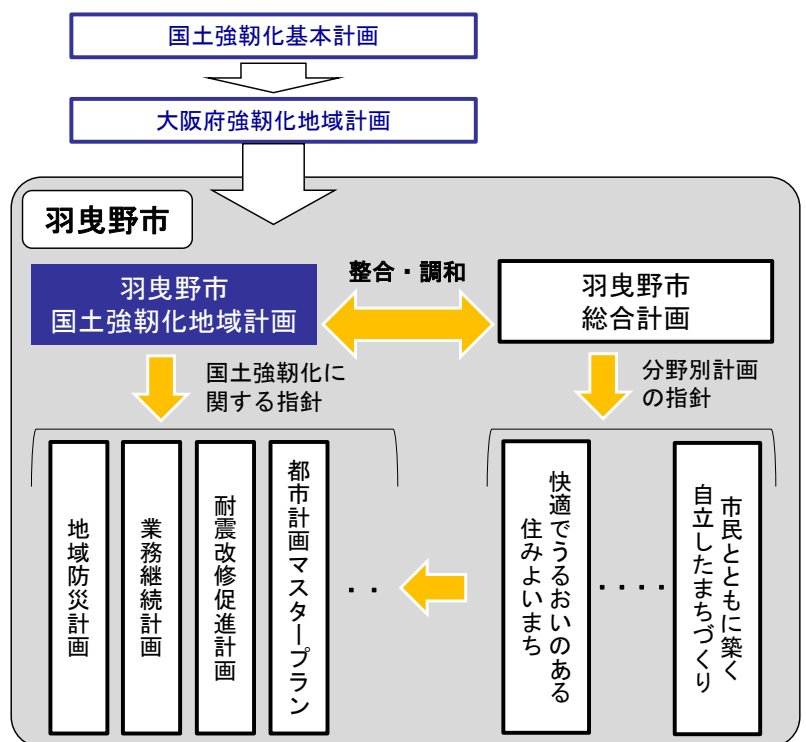 国土強靱化基本計画
大阪府強靱化地域計画
羽曳野市
羽曳野市
国土強靱化地域計画
整合・調和
羽曳野市
総合計画
国土強靱化に
関する指針
分野別計画
の指針
地域防災計画
業務継続計画
耐震改修促進計画
都市計画マスタープラン
・・
快適でうるおいのある
住みよいまち
・・・・・
市民とともに築く
自立したまちづくり